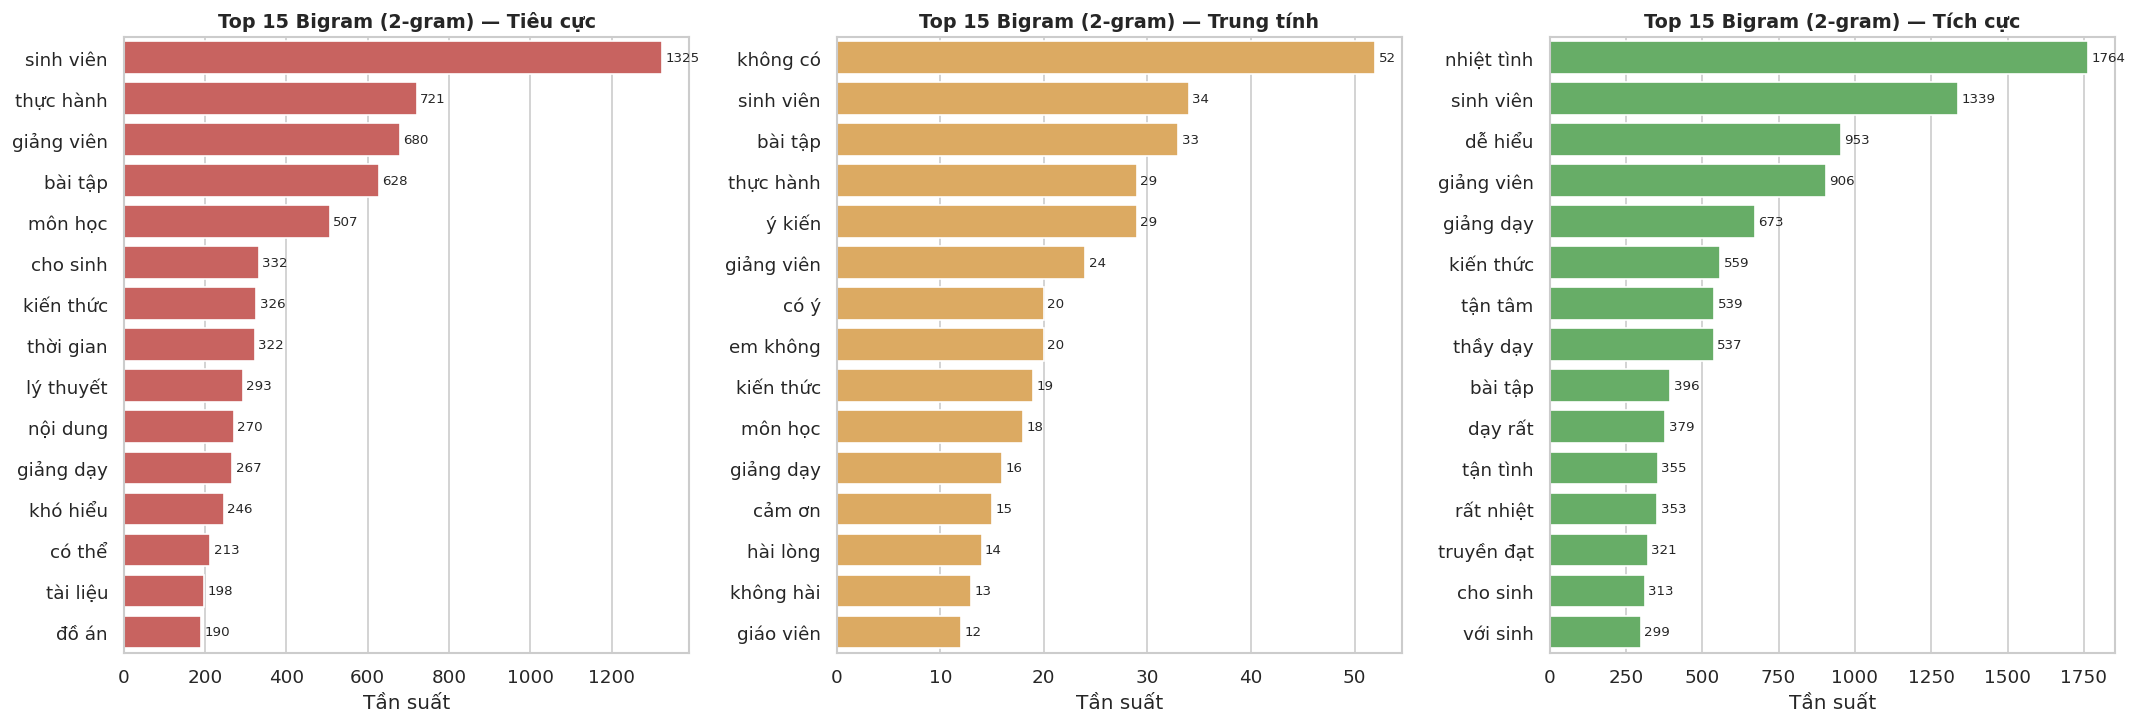 Top 15 Bigram (2-gram) — Tiêu cực
sinh viên 1325
thực hành 721
giảng viên 680
bài tập 628
môn học 507
cho sinh 332
kiến thức 326
thời gian 322
lý thuyết 293
nội dung 270
giảng dạy 267
khó hiểu 246
có thể 213
tài liệu 198
đồ án 190
0 200 400 600 800 1000 1200
Tần suất
Top 15 Bigram (2-gram) — Trung tính
không có 52
sinh viên 34
bài tập 33
thực hành 29
ý kiến 29
giảng viên 24
có ý 20
em không 20
kiến thức 19
môn học 18
giảng dạy 16
cảm ơn 15
hài lòng 14
không hài 13
giáo viên 12
0 10 20 30 40 50
Tần suất
Top 15 Bigram (2-gram) — Tích cực
nhiệt tình 1764
sinh viên 1339
dễ hiểu 953
giảng viên 906
giảng dạy 673
kiến thức 559
tận tâm 539
thầy dạy 537
bài tập 396
dạy rất 379
tận tình 355
rất nhiệt 353
truyền đạt 321
cho sinh 313
với sinh 299
0 250 500 750 1000 1250 1500 1750
Tần suất